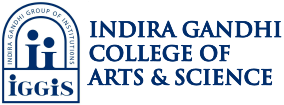 INDIRA GANDHI GROUP OF INSTITUTIONS
iGGiS
INDIRA GANDHI
COLLEGE OF
ARTS & SCIENCE